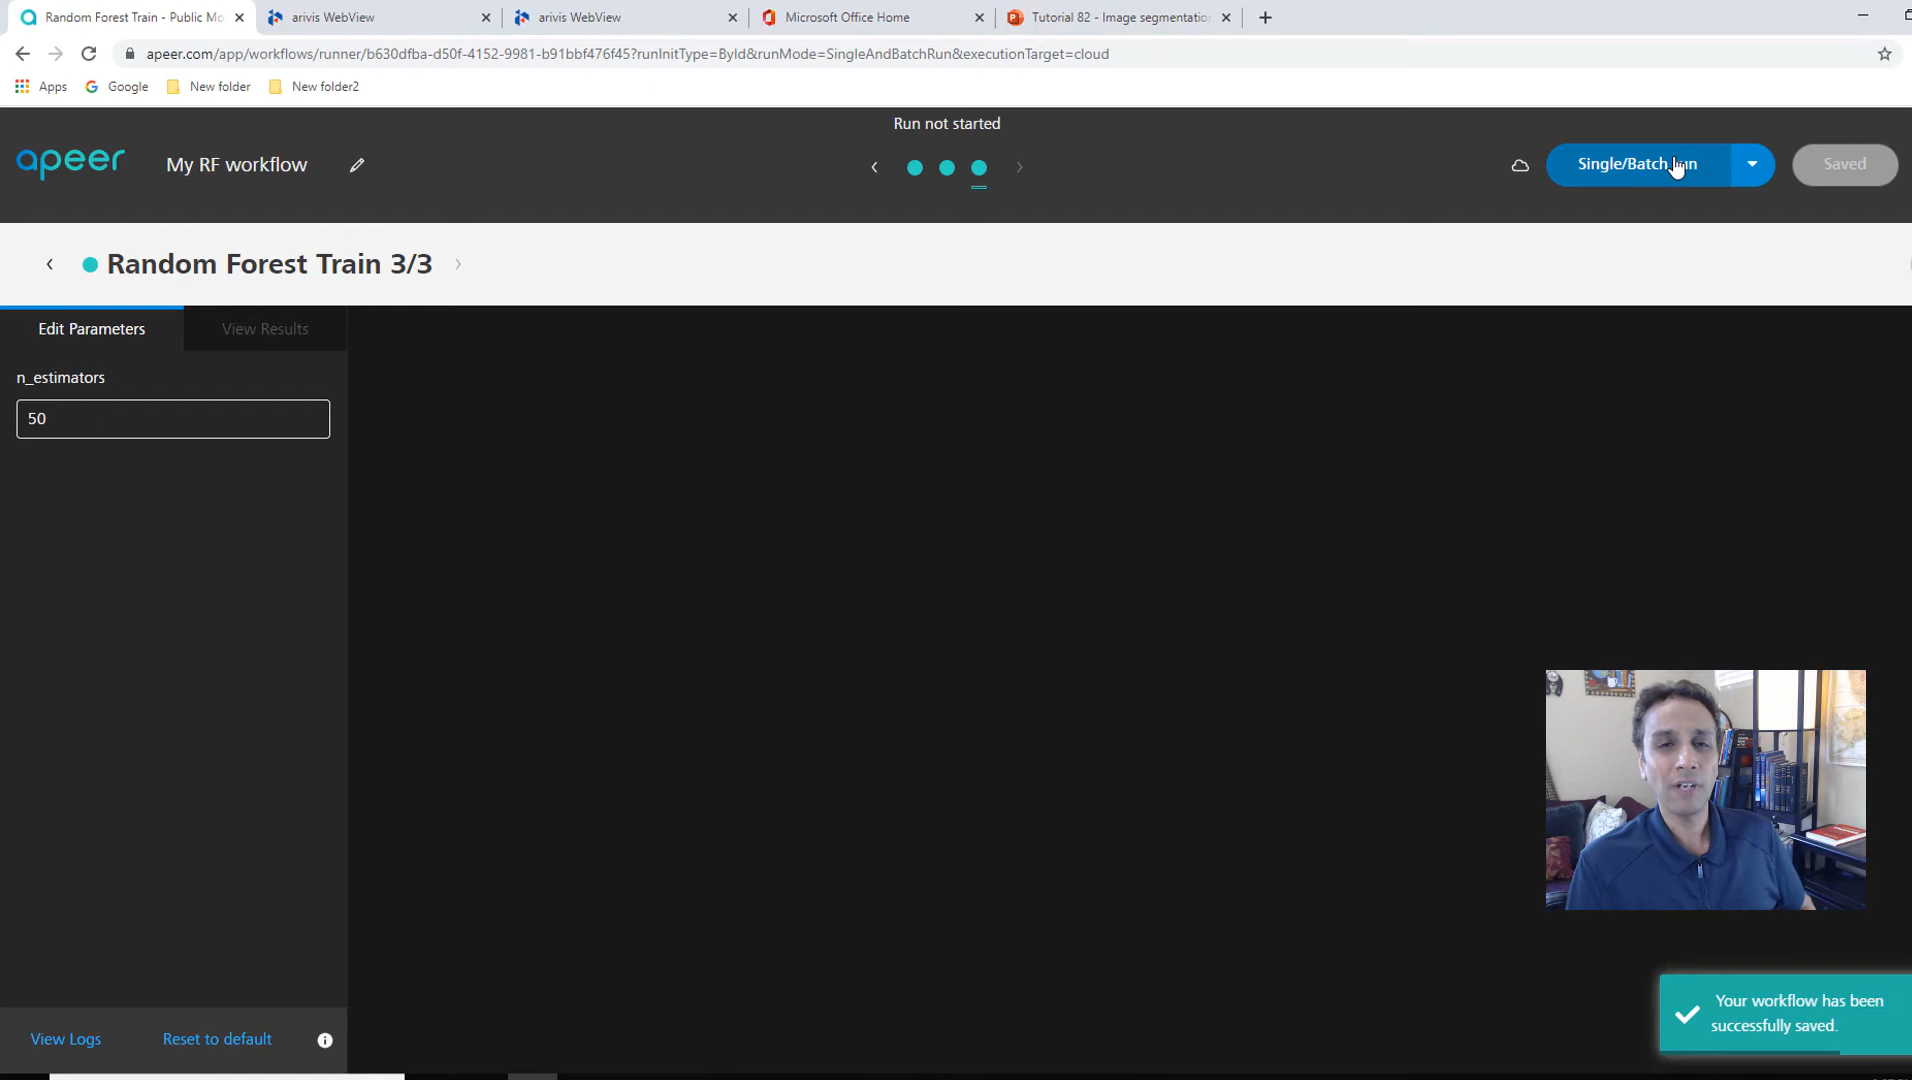 Random Forest Train - Public Mo
arivis WebView
arivis WebView
Microsoft Office Home
Tutorial 82 - Image segmentation
apeer.com/app/workflows/runner/b630dfba-d50f-4152-9981-b91bbf476f45?runInitType=ById&runMode=SingleAndBatchRun&executionTarget=cloud
Apps
Google
New folder
New folder2
Run not started
apeer
My RF workflow
Single/Batch Run
Saved
Random Forest Train 3/3
Edit Parameters
View Results
n_estimators
50
View Logs
Reset to default
Your workflow has been
successfully saved.